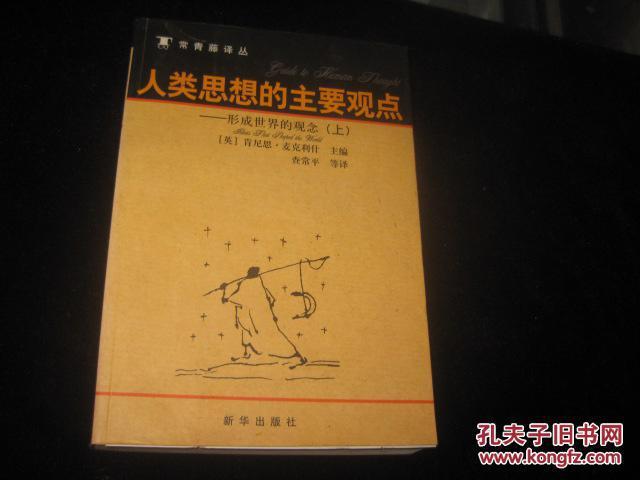 常青藤译丛
Guide to Human Thought
人类思想的主要观点
——形成世界的观念（上）
Ideas That Shaped the World
[英] 肯尼思·麦克利什 主编
查常平 等译
新华出版社
孔夫子旧书网
www.kongfz.com